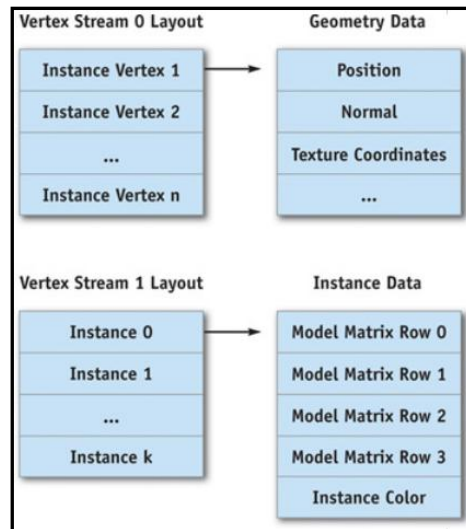 Vertex Stream 0 Layout
Geometry Data
Instance Vertex 1
Position
Instance Vertex 2
Normal
...
Texture Coordinates
Instance Vertex n
...
Vertex Stream 1 Layout
Instance Data
Instance 0
Model Matrix Row 0
Instance 1
Model Matrix Row 1
...
Model Matrix Row 2
Instance k
Model Matrix Row 3
Instance Color